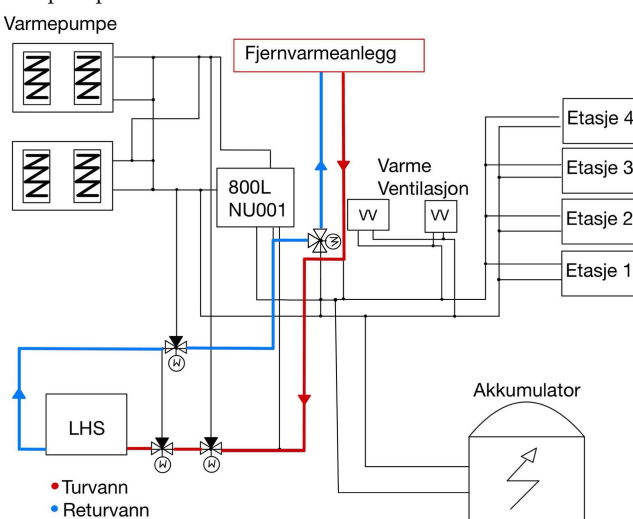 Varmepumpe
Fjernvarmeanlegg
800L
NU001
Varme
Ventilasjon
VV
VV
Etasje 4
Etasje 3
Etasje 2
Etasje 1
M
M
M
M
LHS
Akkumulator
Turvann
Returvann